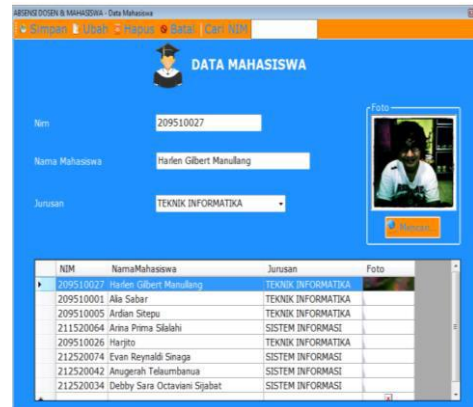 ABSENSI DOSEN & MAHASISWA - Data Mahasiswa
Simpan Ubah Hapus Batal Cari NIM
DATA MAHASISWA
Foto
Nim 209510027
Nama Mahasiswa Harlen Gilbert Manullang
Jurusan TEKNIK INFORMATIKA
NIM NamaMahasiswa Jurusan Foto
209510027 Harlen Gilbert Manullang TEKNIK INFORMATIKA
209510001 Alia Sabar TEKNIK INFORMATIKA
209510005 Ardian Sitepu TEKNIK INFORMATIKA
211520064 Arina Prima Silalahi SISTEM INFORMASI
209510026 Harjito TEKNIK INFORMATIKA
212520074 Evan Reynaldi Sinaga SISTEM INFORMASI
212520042 Anugerah Telaumbanua SISTEM INFORMASI
212520034 Debby Sara Octaviani Sijabat SISTEM INFORMASI